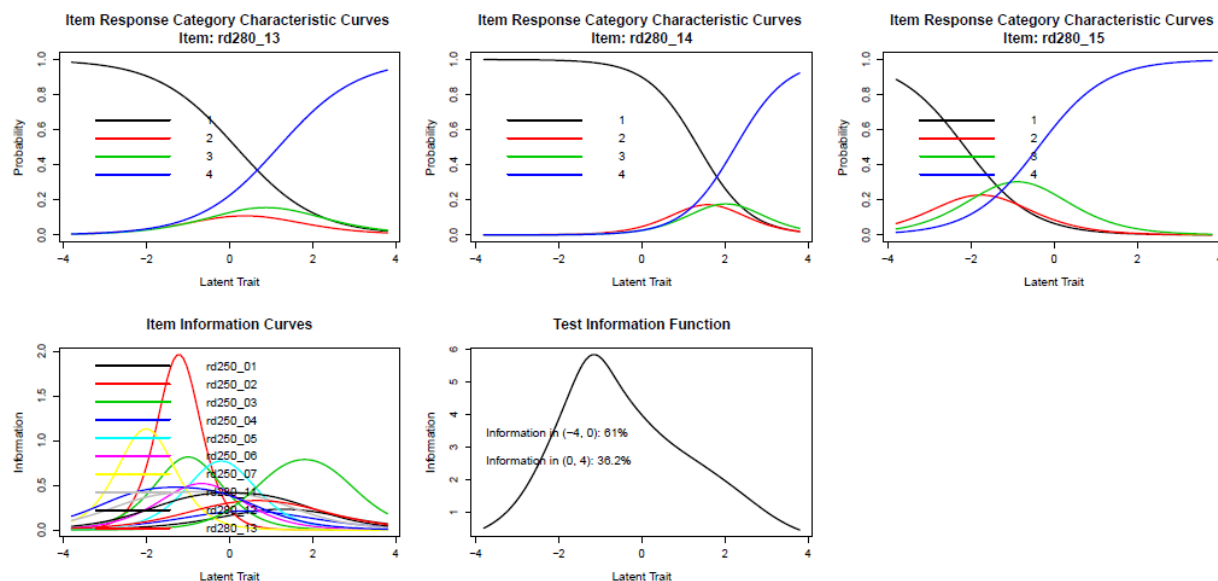 Item Response Category Characteristic Curves
Item: rd280_13
Probability
1.0
0.8
0.6
0.4
0.2
0.0
1
2
3
4
−4
−2
0
2
4
Latent Trait
Item Response Category Characteristic Curves
Item: rd280_14
Probability
1.0
0.8
0.6
0.4
0.2
0.0
1
2
3
4
−4
−2
0
2
4
Latent Trait
Item Response Category Characteristic Curves
Item: rd280_15
Probability
1.0
0.8
0.6
0.4
0.2
0.0
1
2
3
4
−4
−2
0
2
4
Latent Trait
Item Information Curves
Information
2.0
1.5
1.0
0.5
0.0
rd250_01
rd250_02
rd250_03
rd250_04
rd250_05
rd250_06
rd250_07
rd280_13
−4
−2
0
2
4
Latent Trait
Test Information Function
Information
6
5
4
3
2
1
Information in (−4, 0): 61%
Information in (0, 4): 36.2%
−4
−2
0
2
4
Latent Trait